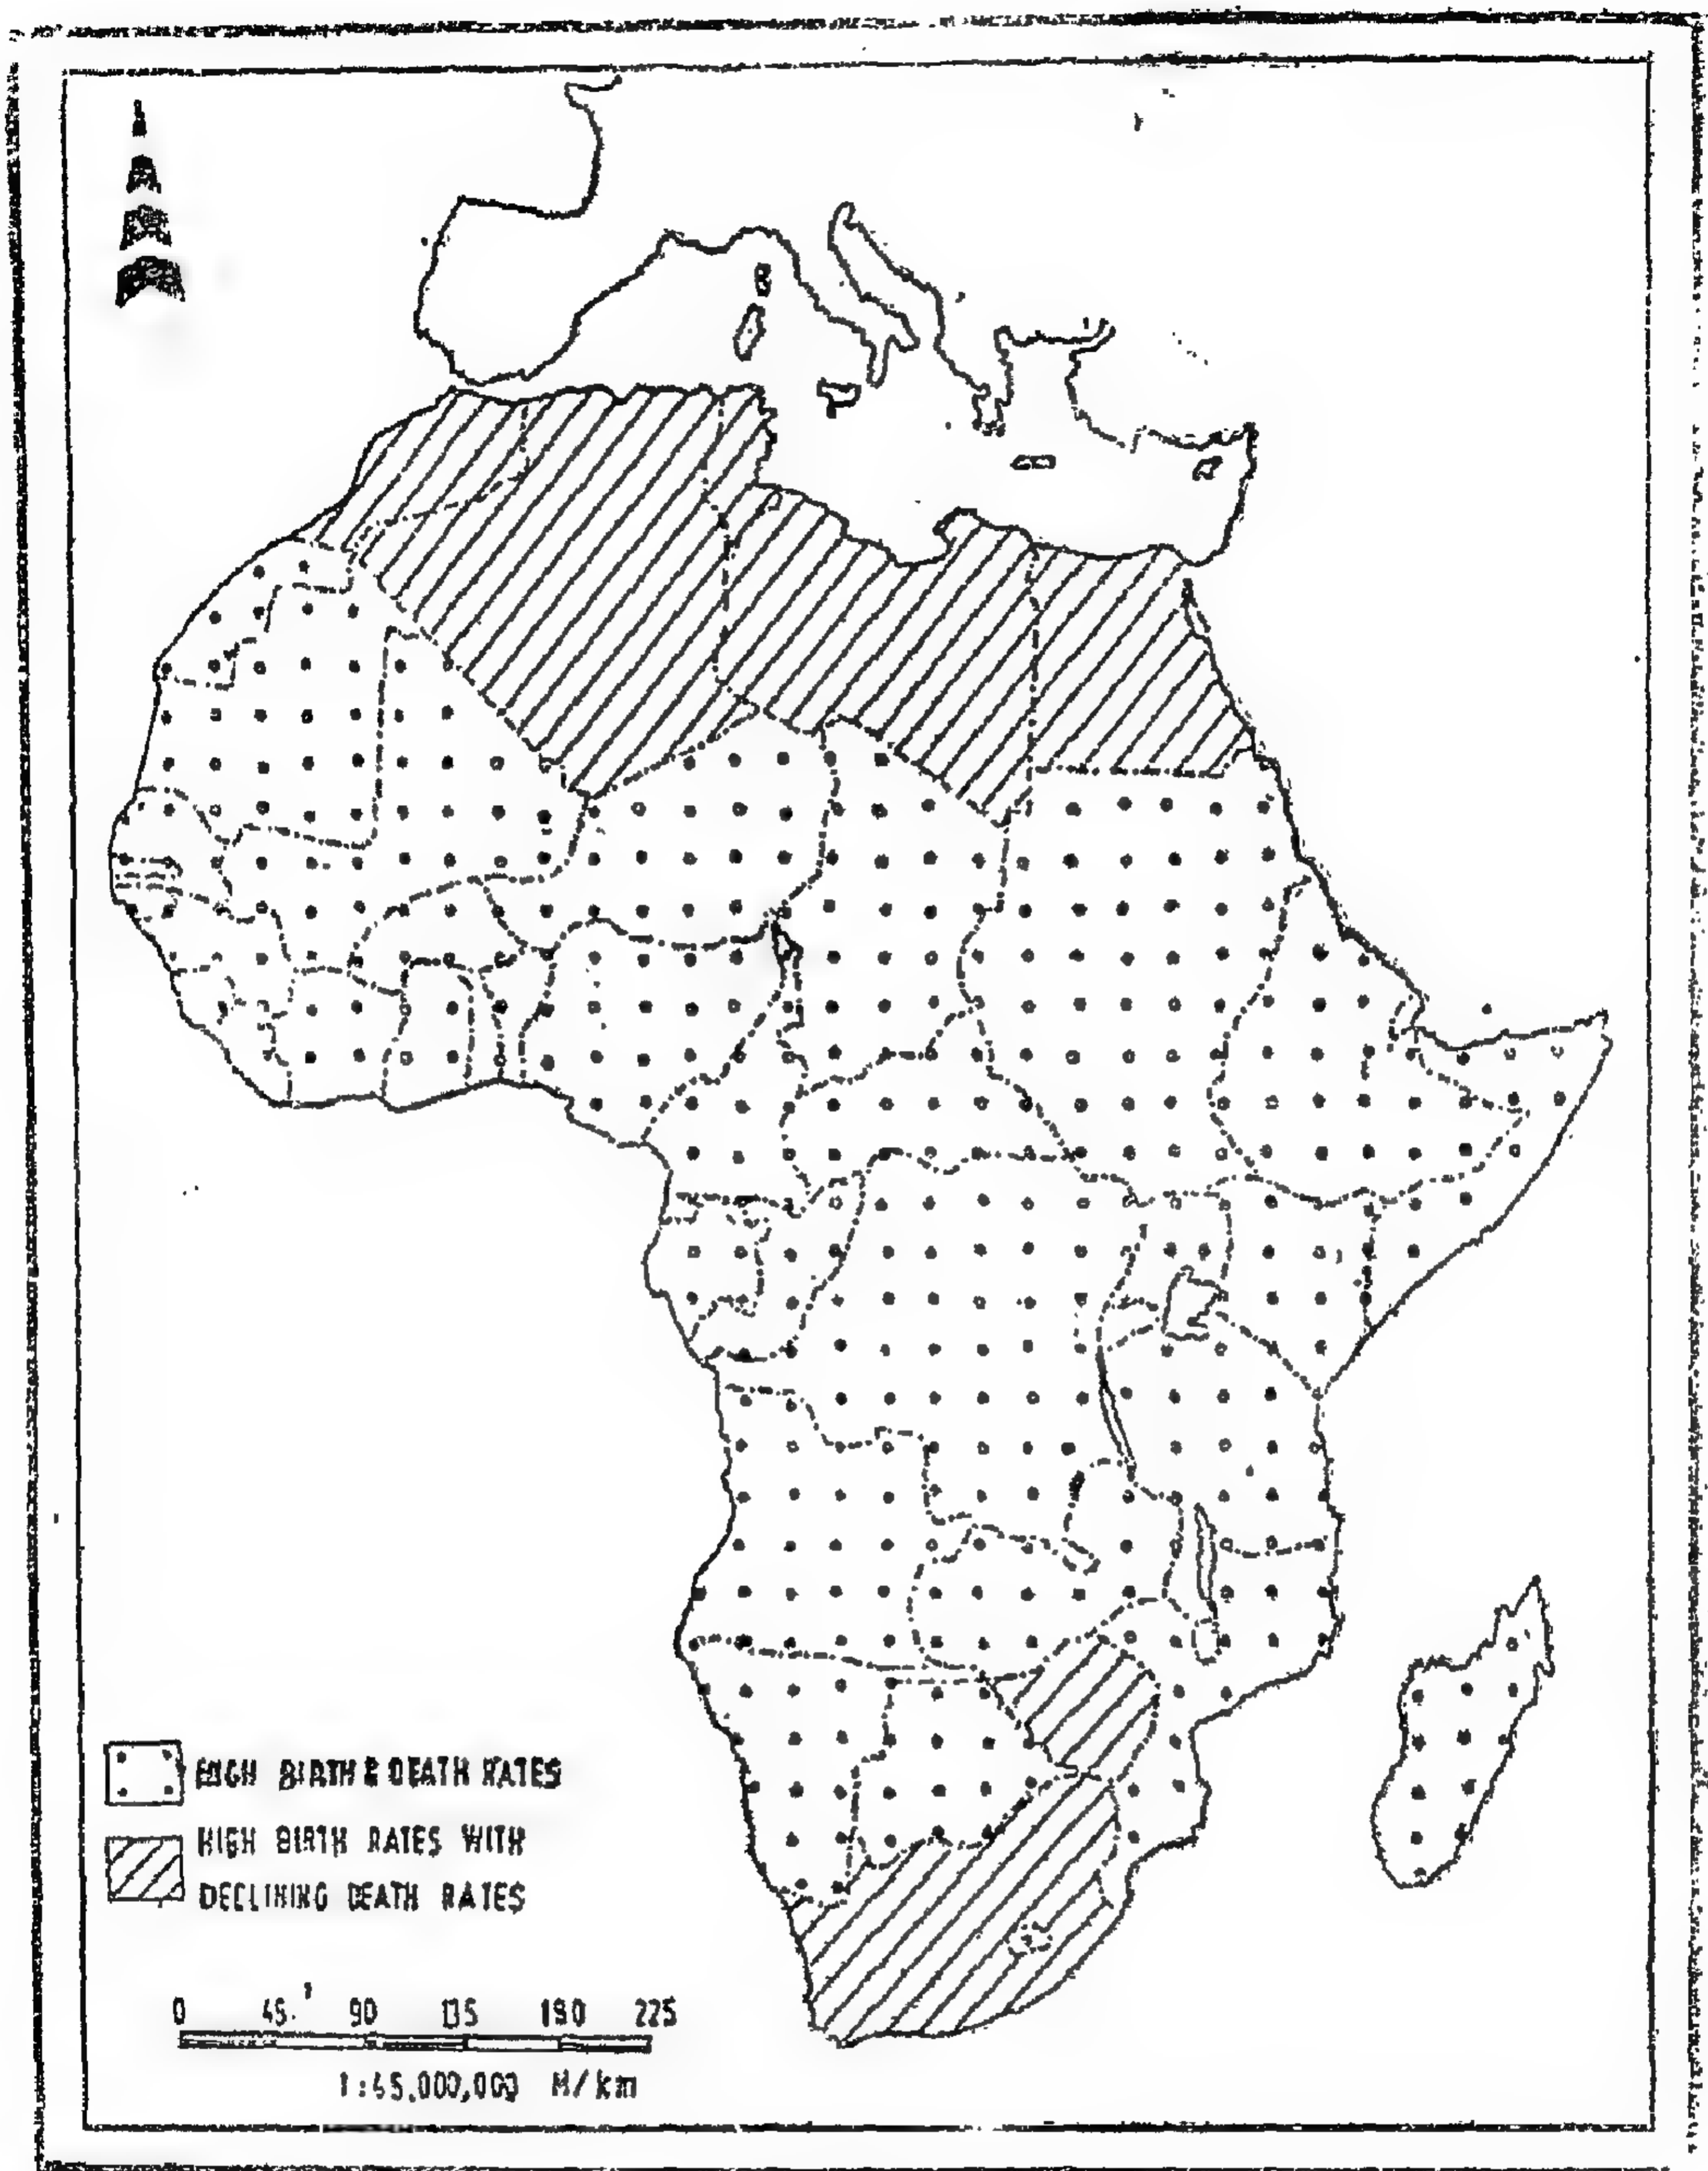 HIGH BIRTH & DEATH RATES
HIGH BIRTH RATES WITH
DECLINING DEATH RATES
0 45 90 135 180 225
1:45,000,000 M/km